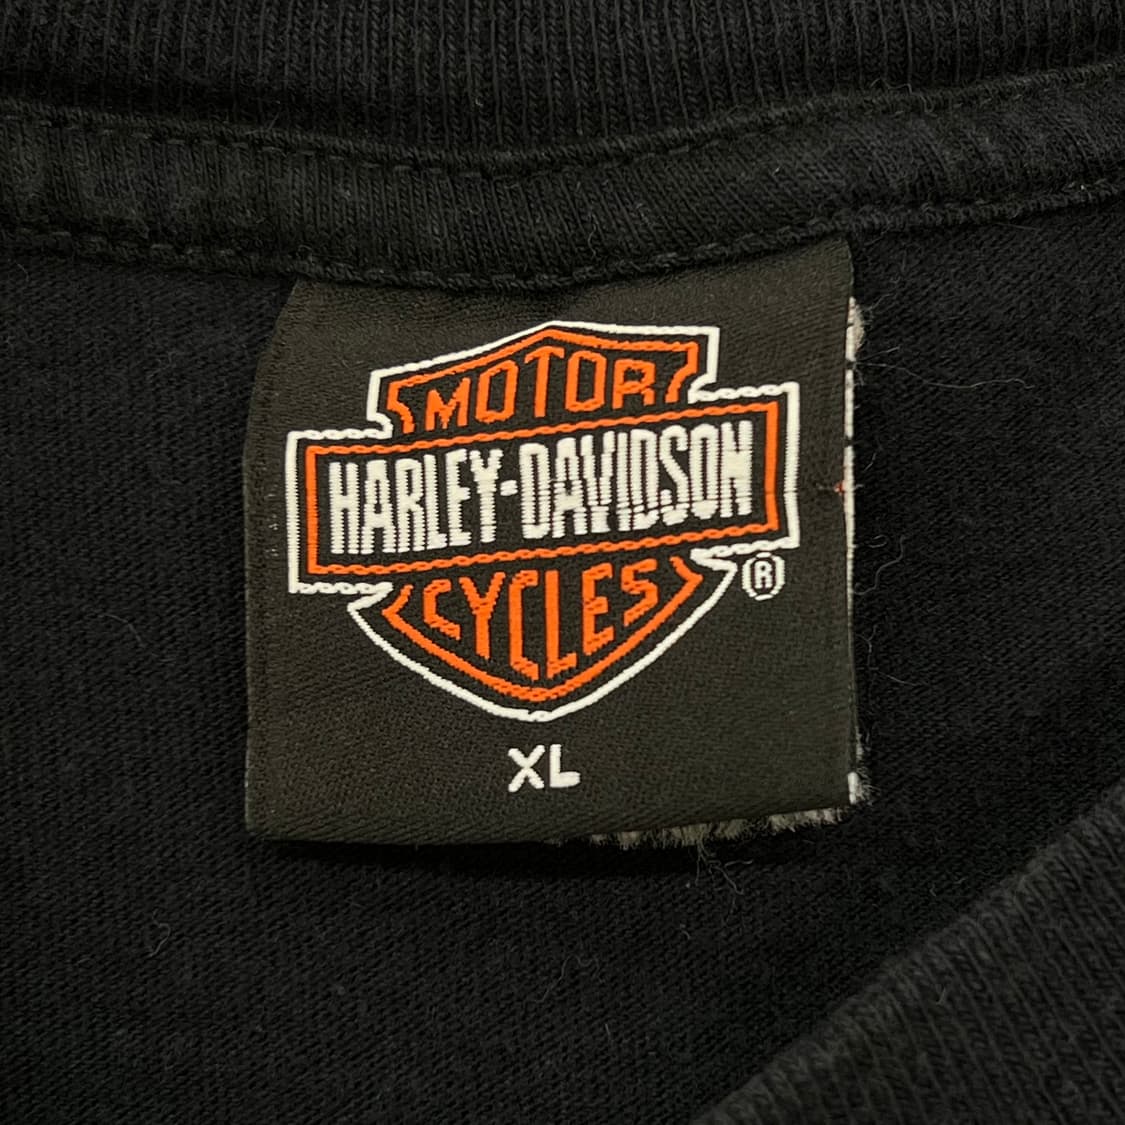 MOTOR
HARLEY-DAVIDSON
CYCLES
®
XL